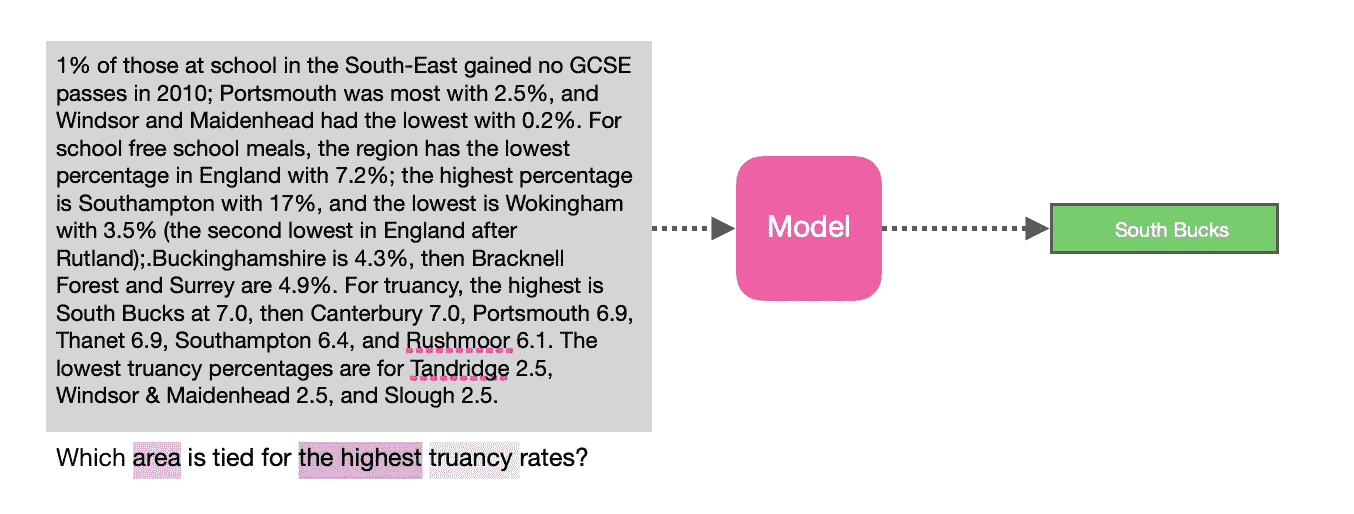 1% of those at school in the South-East gained no GCSE
passes in 2010; Portsmouth was most with 2.5%, and
Windsor and Maidenhead had the lowest with 0.2%. For
school free school meals, the region has the lowest
percentage in England with 7.2%; the highest percentage
is Southampton with 17%, and the lowest is Wokingham
with 3.5% (the second lowest in England after
Rutland);.Buckinghamshire is 4.3%, then Bracknell
Forest and Surrey are 4.9%. For truancy, the highest is
South Bucks at 7.0, then Canterbury 7.0, Portsmouth 6.9,
Thanet 6.9, Southampton 6.4, and Rushmoor 6.1. The
lowest truancy percentages are for Tandridge 2.5,
Windsor & Maidenhead 2.5, and Slough 2.5.
Which area is tied for the highest truancy rates?
Model
South Bucks